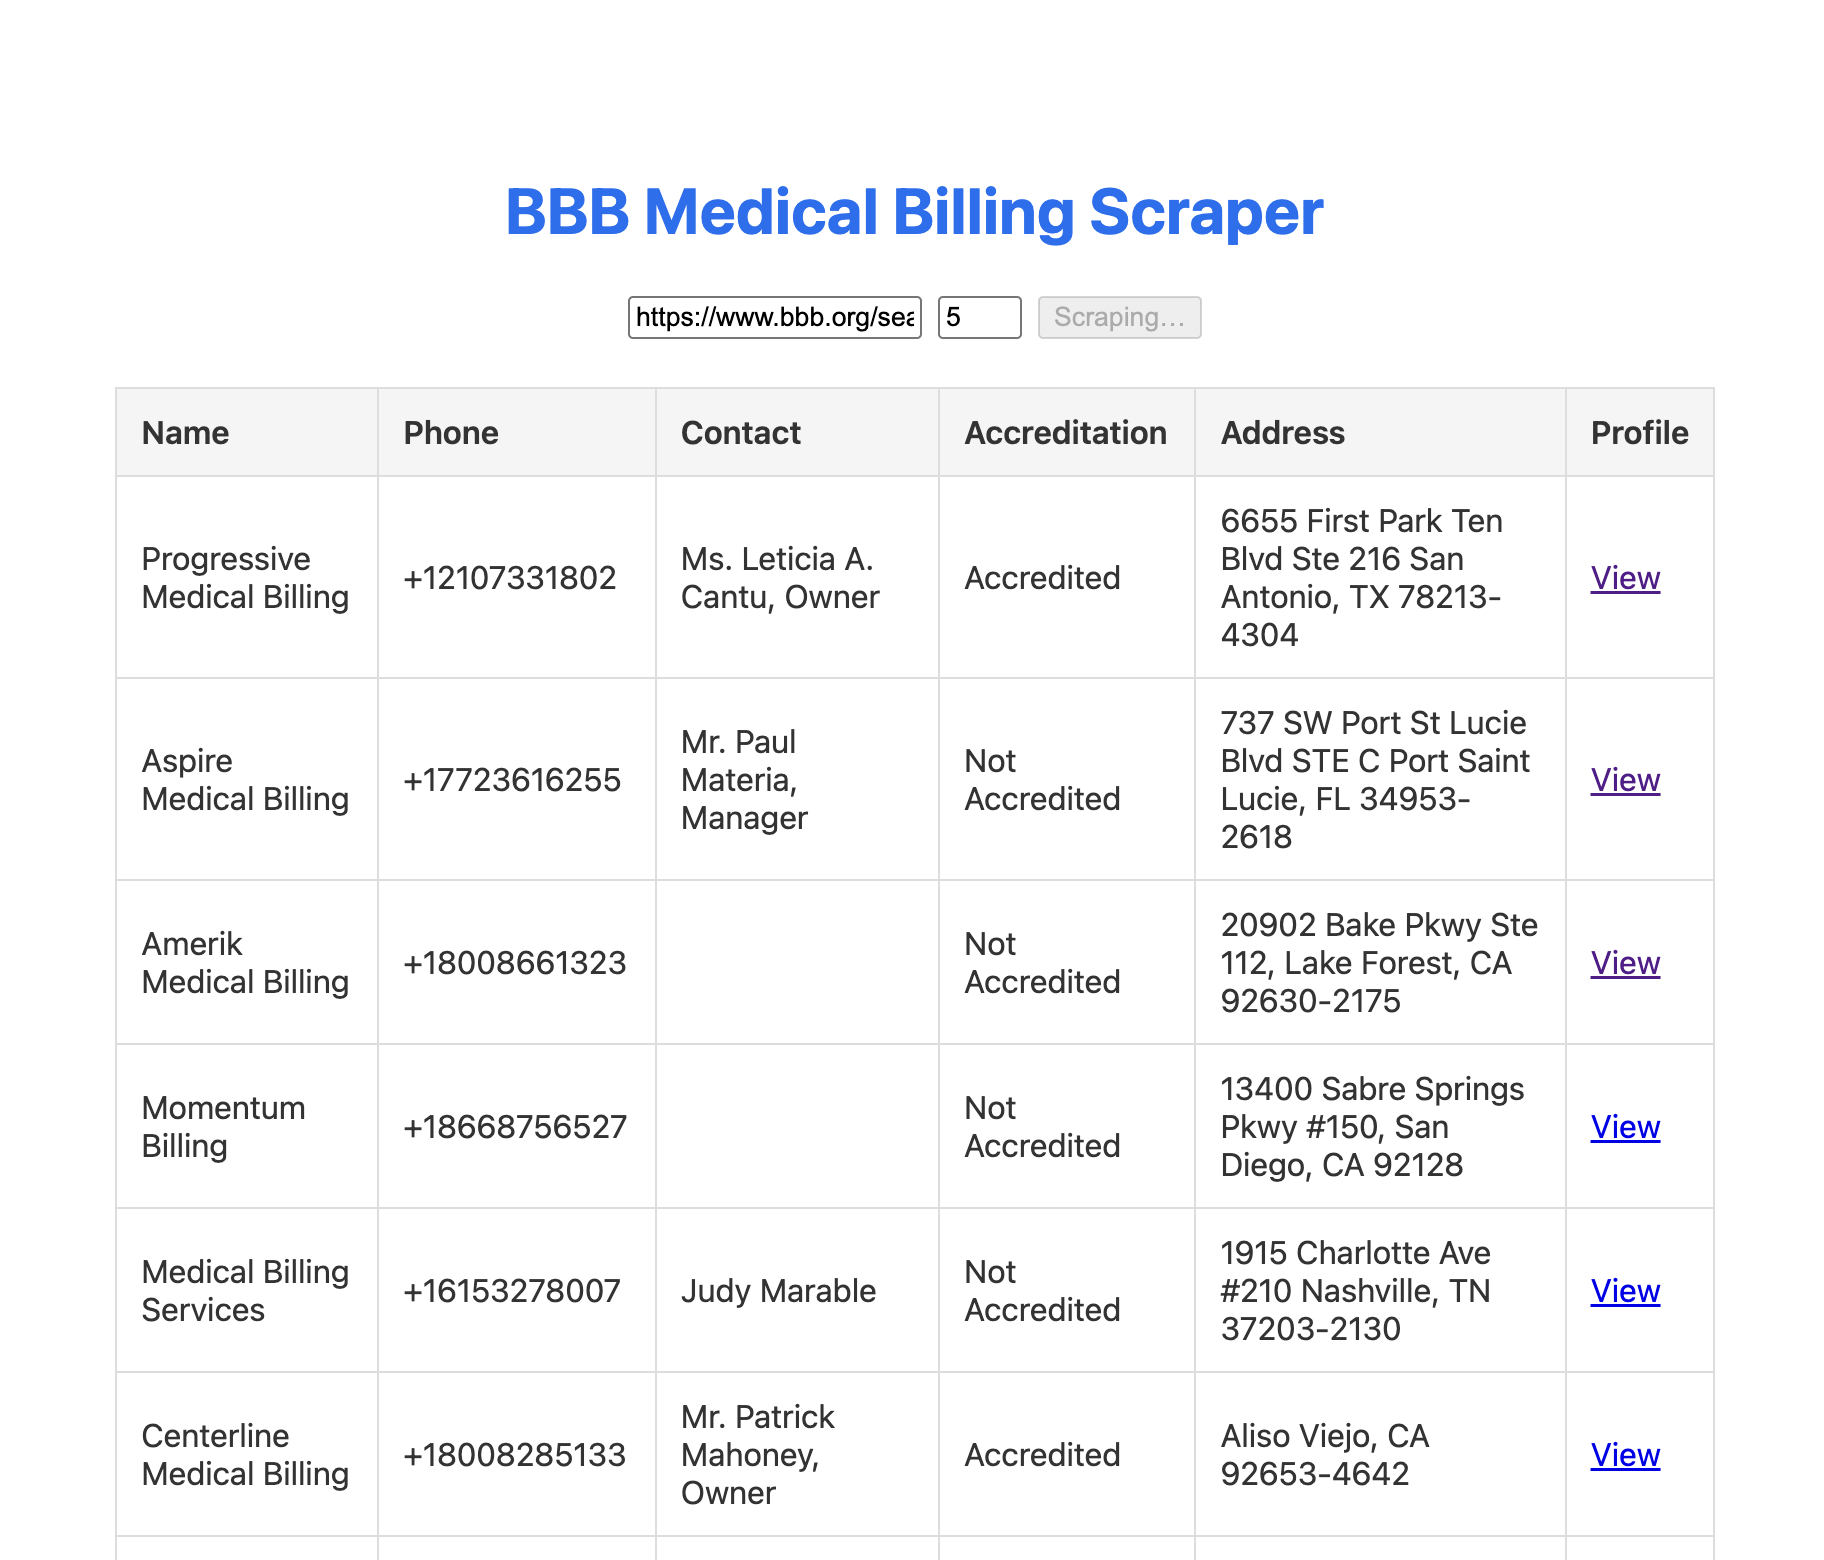 BBB Medical Billing Scraper
https://www.bbb.org/sea
5
Scraping...
Name
Phone
Contact
Accreditation
Address
Profile
Progressive
Medical Billing
+12107331802
Ms. Leticia A.
Cantu, Owner
Accredited
6655 First Park Ten
Blvd Ste 216 San
Antonio, TX 78213-
4304
View
Aspire
Medical Billing
+17723616255
Mr. Paul
Materia,
Manager
Not
Accredited
737 SW Port St Lucie
Blvd STE C Port Saint
Lucie, FL 34953-
2618
View
Amerik
Medical Billing
+18008661323
Not
Accredited
20902 Bake Pkwy Ste
112, Lake Forest, CA
92630-2175
View
Momentum
Billing
+18668756527
Not
Accredited
13400 Sabre Springs
Pkwy #150, San
Diego, CA 92128
View
Medical Billing
Services
+16153278007
Judy Marable
Not
Accredited
1915 Charlotte Ave
#210 Nashville, TN
37203-2130
View
Centerline
Medical Billing
+18008285133
Mr. Patrick
Mahoney,
Owner
Accredited
Aliso Viejo, CA
92653-4642
View